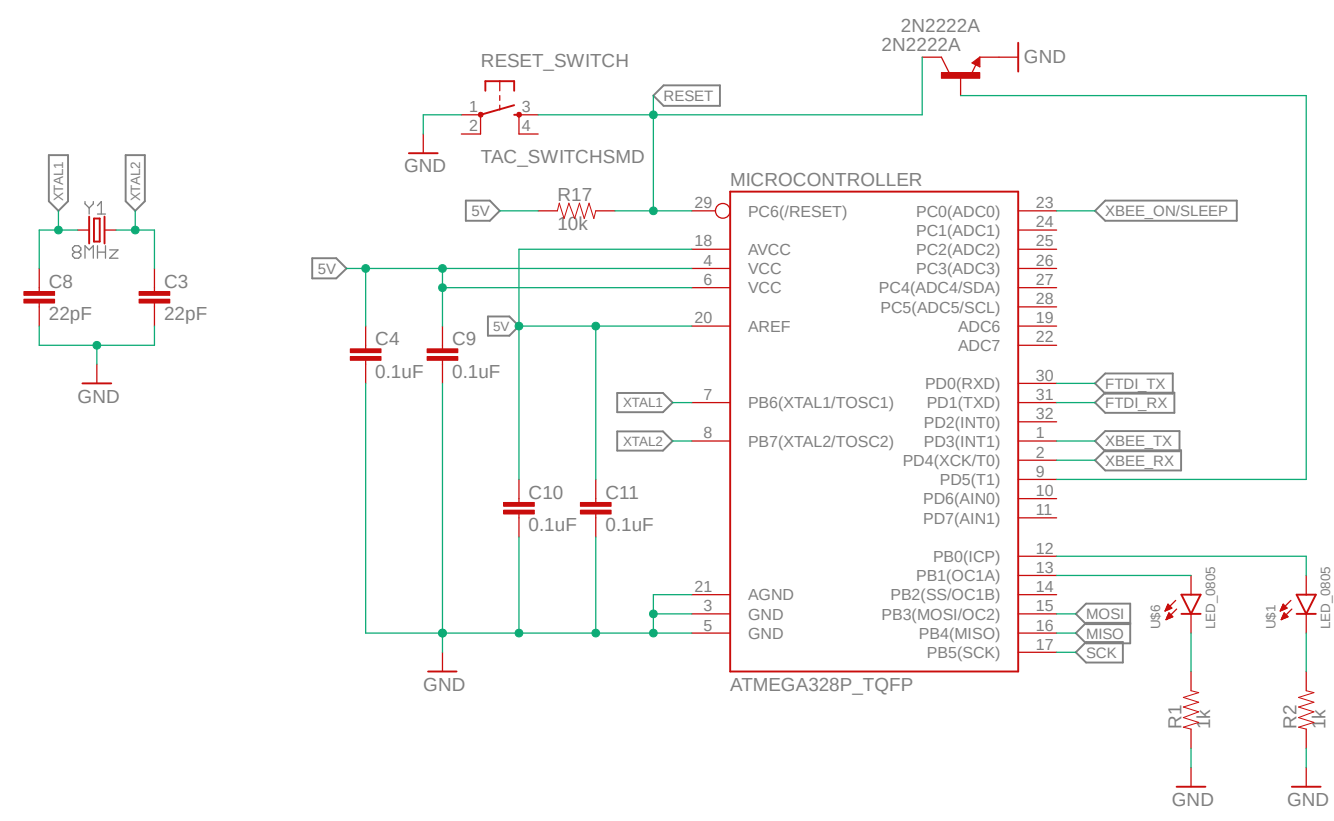 2N2222A
2N2222A
GND
RESET_SWITCH
RESET
1
3
2
4
GND
TAC_SWITCHSMD
XTAL1
XTAL2
Y1
8MHz
C8
22pF
C3
22pF
GND
MICROCONTROLLER
5V
R17
10k
29
PC6(/RESET)
18
AVCC
5V
4
VCC
6
VCC
5V
20
AREF
C4
0.1uF
C9
0.1uF
XTAL1
7
PB6(XTAL1/TOSC1)
XTAL2
8
PB7(XTAL2/TOSC2)
C10
0.1uF
C11
0.1uF
21
AGND
3
GND
5
GND
GND
ATMEGA328P_TQFP
PC0(ADC0)
23
XBEE_ON/SLEEP
PC1(ADC1)
24
PC2(ADC2)
25
PC3(ADC3)
26
PC4(ADC4/SDA)
27
PC5(ADC5/SCL)
28
ADC6
19
ADC7
22
PD0(RXD)
30
FTDI_TX
PD1(TXD)
31
FTDI_RX
PD2(INT0)
32
PD3(INT1)
1
XBEE_TX
PD4(XCK/T0)
2
XBEE_RX
PD5(T1)
9
PD6(AIN0)
10
PD7(AIN1)
11
PB0(ICP)
12
PB1(OC1A)
13
PB2(SS/OC1B)
14
PB3(MOSI/OC2)
15
MOSI
PB4(MISO)
16
MISO
PB5(SCK)
17
SCK
U$6
LED_0805
U$1
LED_0805
R1
1k
R2
1k
GND
GND